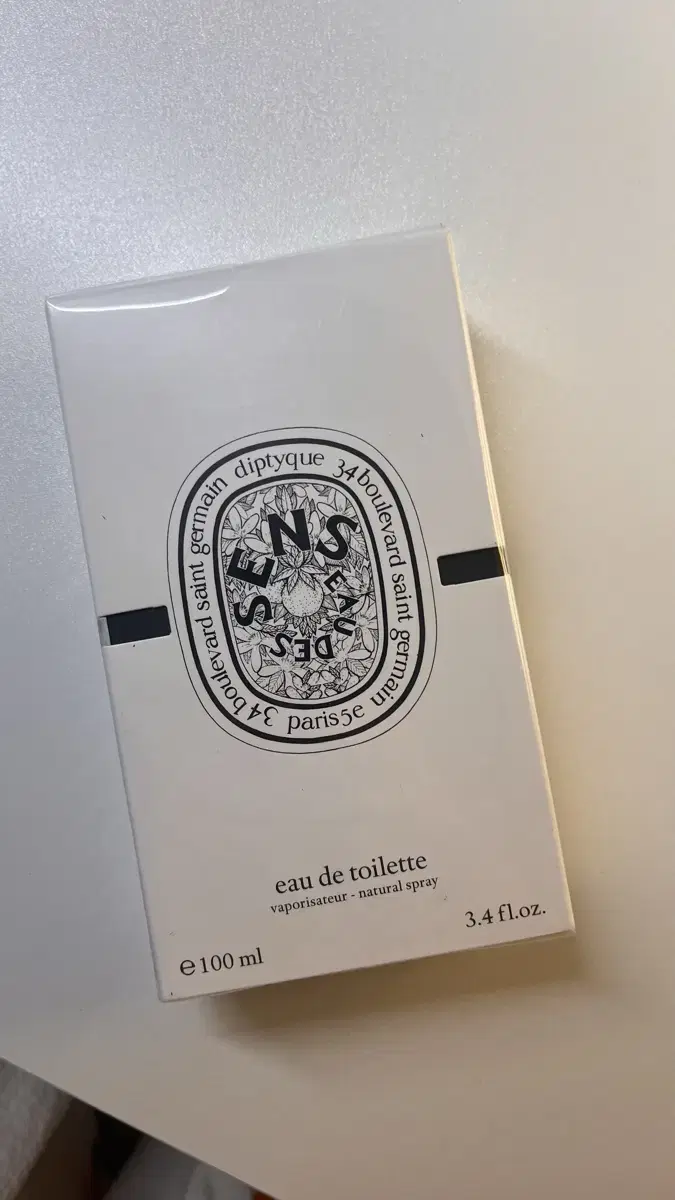 diptyque 34 boulevard saint germain paris5e 34 boulevard saint germain
EAU DES SENS
eau de toilette
vaporisateur - natural spray
3.4 fl.oz.
℮ 100 ml